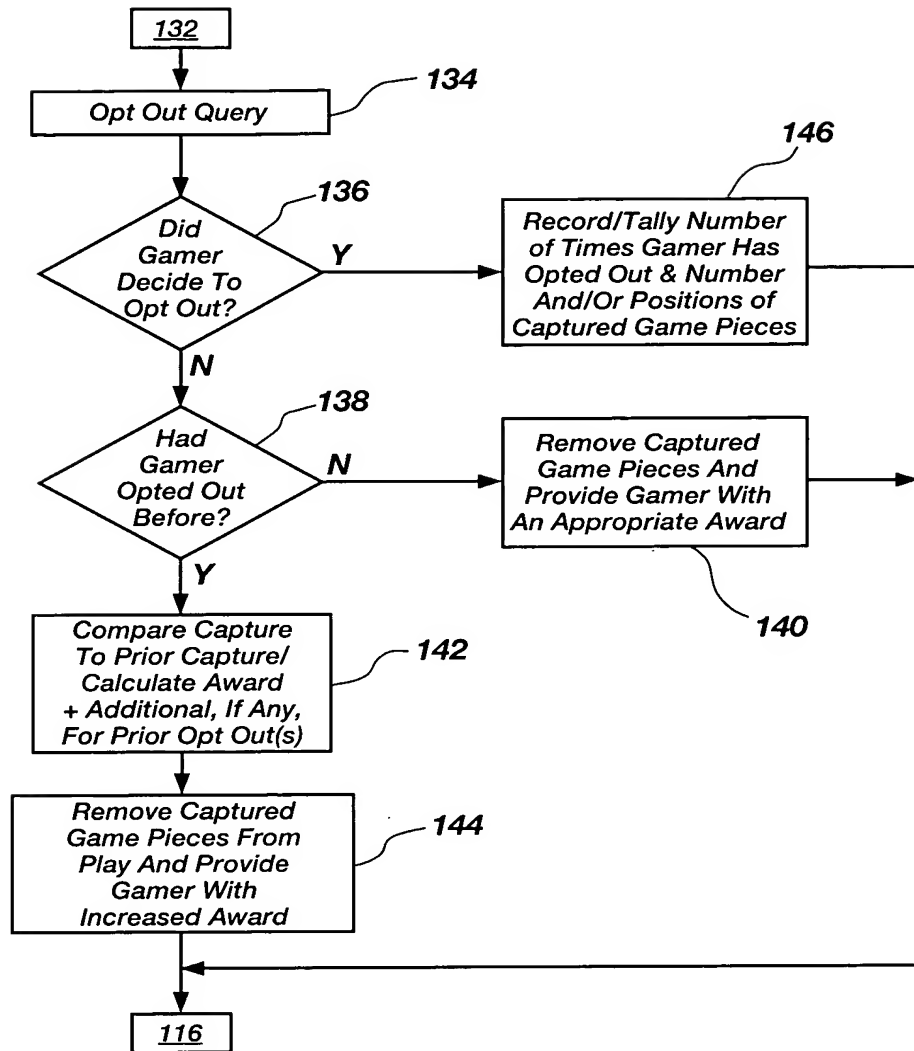 132
134
Opt Out Query
136
Did
Gamer
Decide To
Opt Out?
Y
N
146
Record/Tally Number
of Times Gamer Has
Opted Out & Number
And/Or Positions of
Captured Game Pieces
138
Had
Gamer
Opted Out
Before?
N
Y
Remove Captured
Game Pieces And
Provide Gamer With
An Appropriate Award
140
Compare Capture
To Prior Capture/
Calculate Award
+ Additional, If Any,
For Prior Opt Out(s)
142
Remove Captured
Game Pieces From
Play And Provide
Gamer With
Increased Award
144
116